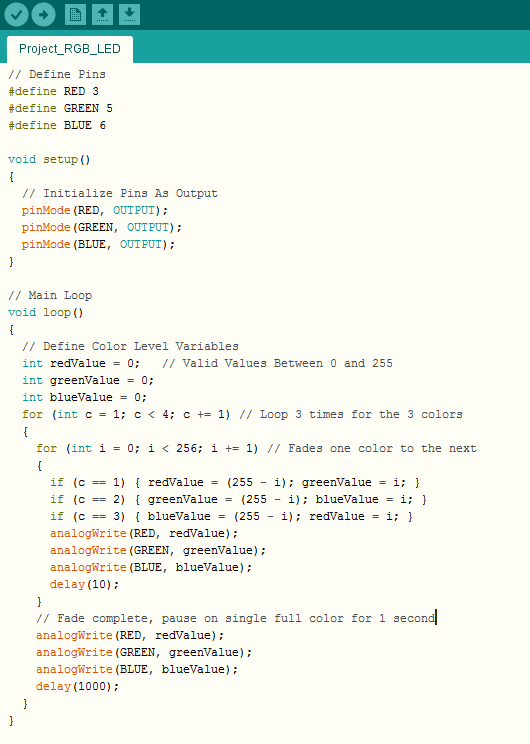 Project_RGB_LED
// Define Pins
#define RED 3
#define GREEN 5
#define BLUE 6
void setup()
{
  // Initialize Pins As Output
  pinMode(RED, OUTPUT);
  pinMode(GREEN, OUTPUT);
  pinMode(BLUE, OUTPUT);
}
// Main Loop
void loop()
{
  // Define Color Level Variables
  int redValue = 0;   // Valid Values Between 0 and 255
  int greenValue = 0;
  int blueValue = 0;
  for (int c = 1; c < 4; c += 1) // Loop 3 times for the 3 colors
  {
    for (int i = 0; i < 256; i += 1) // Fades one color to the next
    {
      if (c == 1) { redValue = (255 - i); greenValue = i; }
      if (c == 2) { greenValue = (255 - i); blueValue = i; }
      if (c == 3) { blueValue = (255 - i); redValue = i; }
      analogWrite(RED, redValue);
      analogWrite(GREEN, greenValue);
      analogWrite(BLUE, blueValue);
      delay(10);
    }
    // Fade complete, pause on single full color for 1 second
    analogWrite(RED, redValue);
    analogWrite(GREEN, greenValue);
    analogWrite(BLUE, blueValue);
    delay(1000);
  }
}